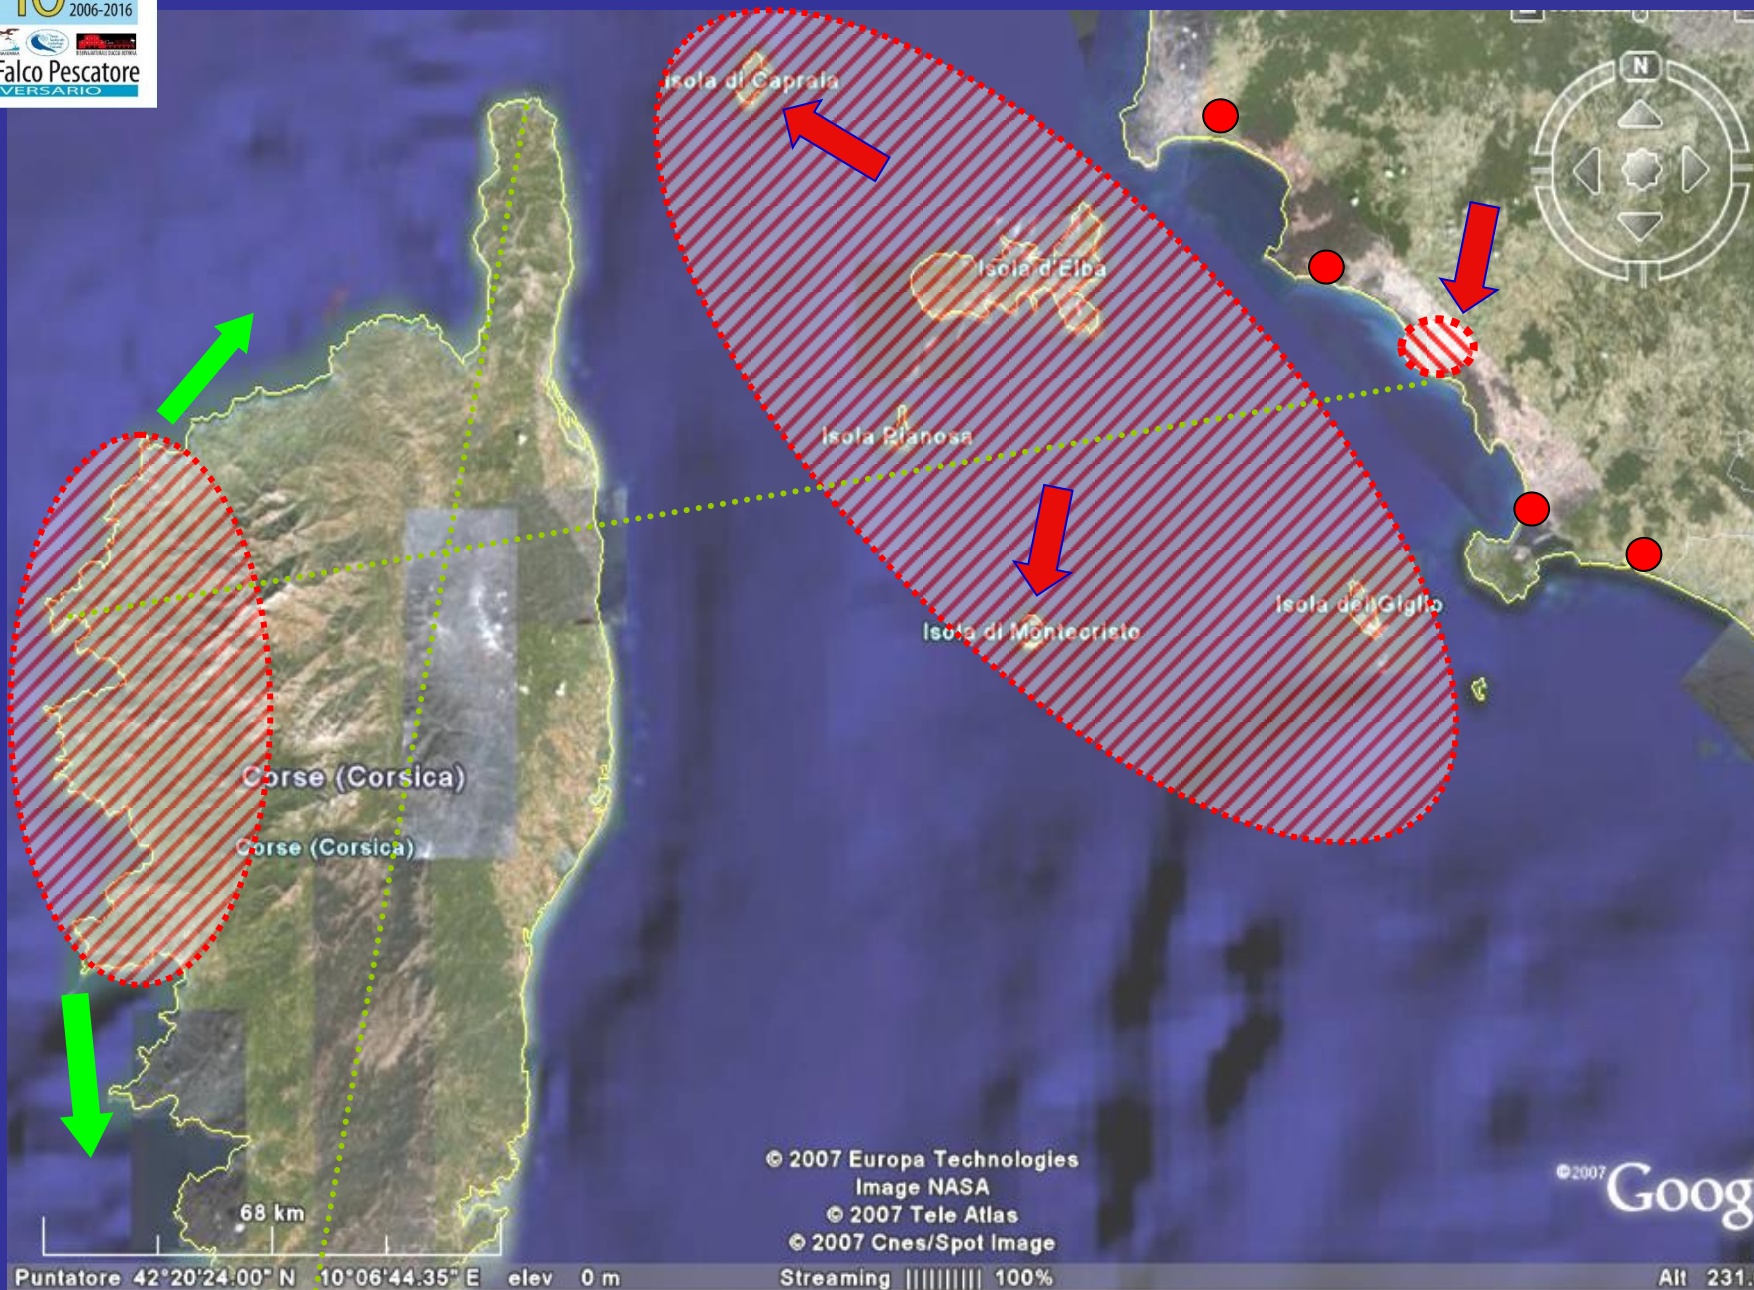 2006-2016
Falco Pescatore
VERSARIO
N
Isola di Capraia
Isola d'Elba
Isola Pianosa
Isola di Montecristo
Isola del Giglio
Corse (Corsica)
Corse (Corsica)
68 km
© 2007 Europa Technologies
Image NASA
© 2007 Tele Atlas
© 2007 Cnes/Spot Image
©2007 Goog
Puntatore 42°20'24.00" N 10°06'44.35" E elev 0 m Streaming |||||||||| 100% Alt 231.